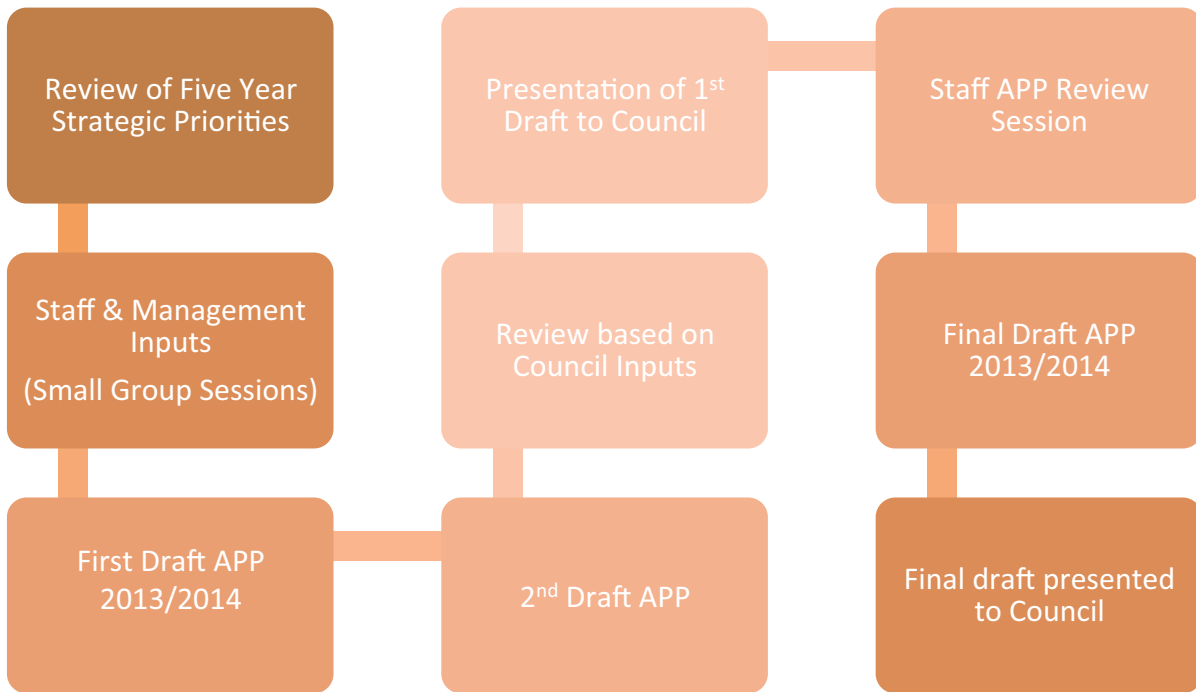 Review of Five Year
Strategic Priorities
Staff & Management
Inputs
(Small Group Sessions)
First Draft APP
2013/2014
2nd Draft APP
Review based on
Council Inputs
Presentation of 1st
Draft to Council
Staff APP Review
Session
Final Draft APP
2013/2014
Final draft presented
to Council